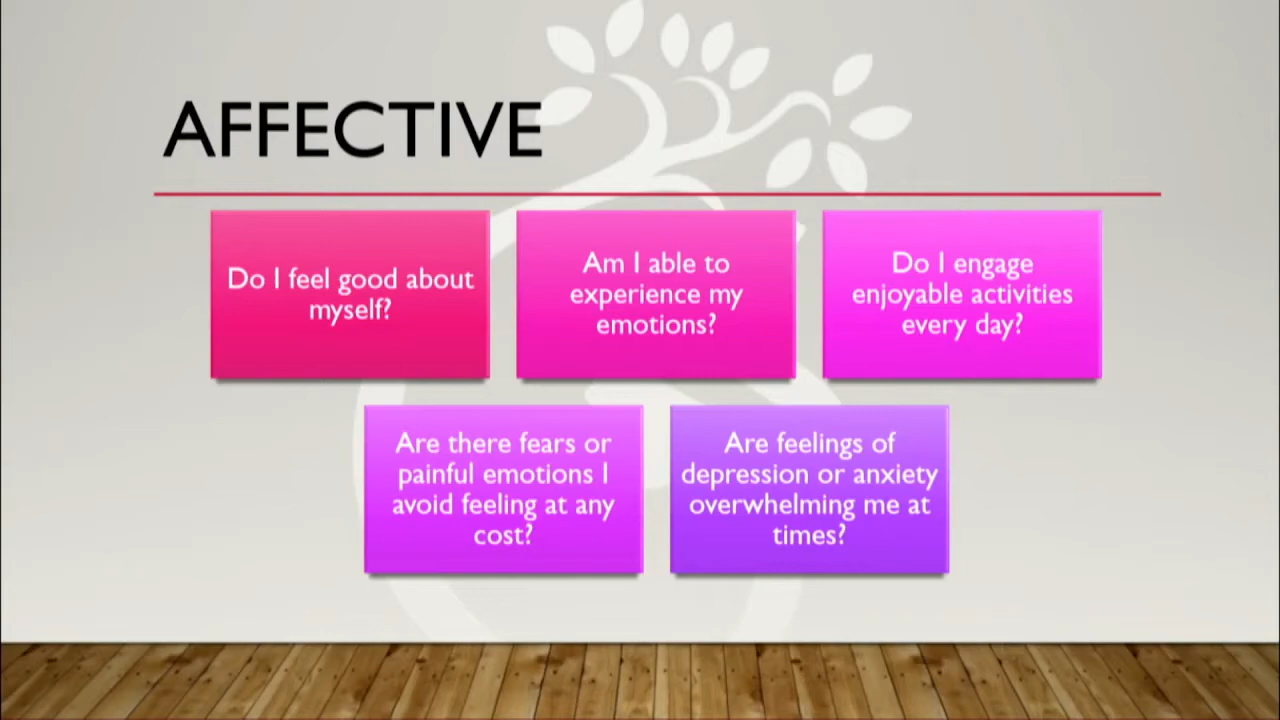 AFFECTIVE
Do I feel good about
myself?
Am I able to
experience my
emotions?
Do I engage
enjoyable activities
every day?
Are there fears or
painful emotions I
avoid feeling at any
cost?
Are feelings of
depression or anxiety
overwhelming me at
times?